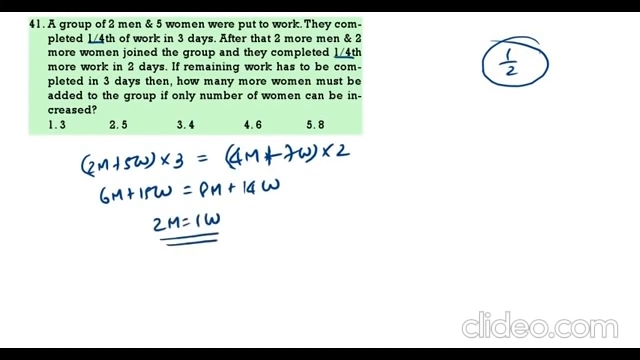 41. A group of 2 men & 5 women were put to work. They com-
pleted 1/4th of work in 3 days. After that 2 more men & 2
more women joined the group and they completed 1/4th
more work in 2 days. If remaining work has to be com-
pleted in 3 days then, how many more women must be
added to the group if only number of women can be in-
creased?
1. 3 2. 5 3. 4 4. 6 5. 8
1/2
(2M+5W) × 3 = (4M+7W) × 2
6M+15W = 8M+14W
2M=1W
clideo.com